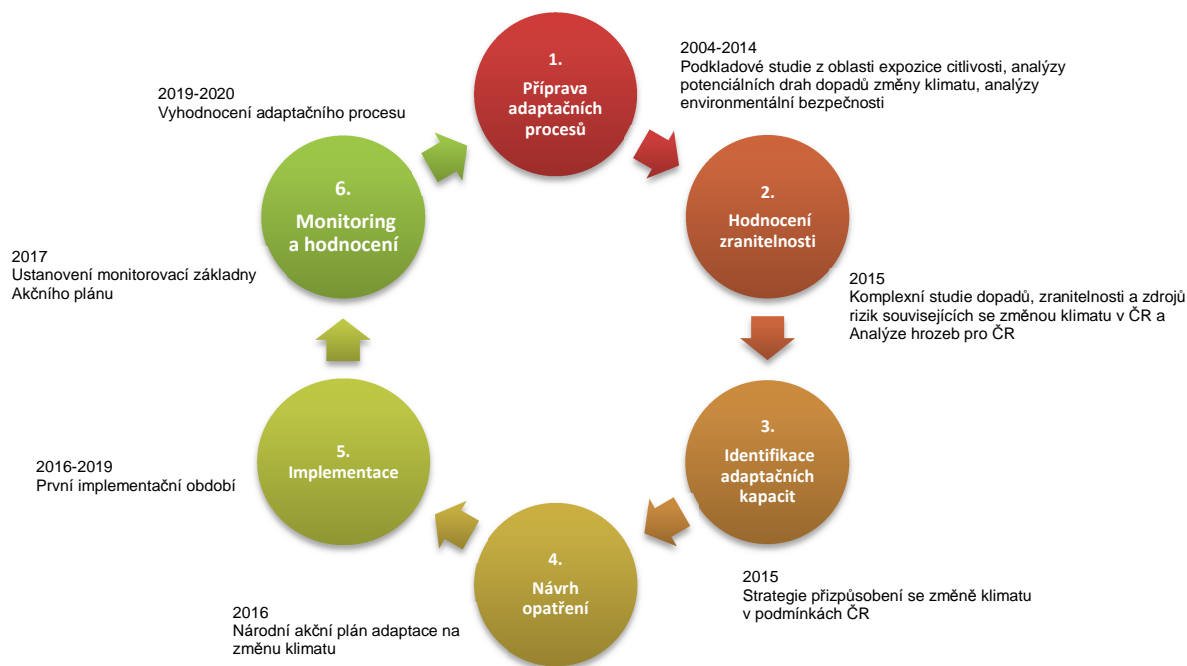 1.
Příprava
adaptačních
procesů
2004-2014
Podkladové studie z oblasti expozice citlivosti, analýzy
potenciálních drah dopadů změny klimatu, analýzy
environmentální bezpečnosti
2.
Hodnocení
zranitelnosti
2015
Komplexní studie dopadů, zranitelnosti a zdrojů
rizik souvisejících se změnou klimatu v ČR a
Analýze hrozeb pro ČR
3.
Identifikace
adaptačních
kapacit
2015
Strategie přizpůsobení se změně klimatu
v podmínkách ČR
4.
Návrh
opatření
2016
Národní akční plán adaptace na
změnu klimatu
5.
Implementace
2016-2019
První implementační období
6.
Monitoring
a hodnocení
2017
Ustanovení monitorovací základny
Akčního plánu
2019-2020
Vyhodnocení adaptačního procesu